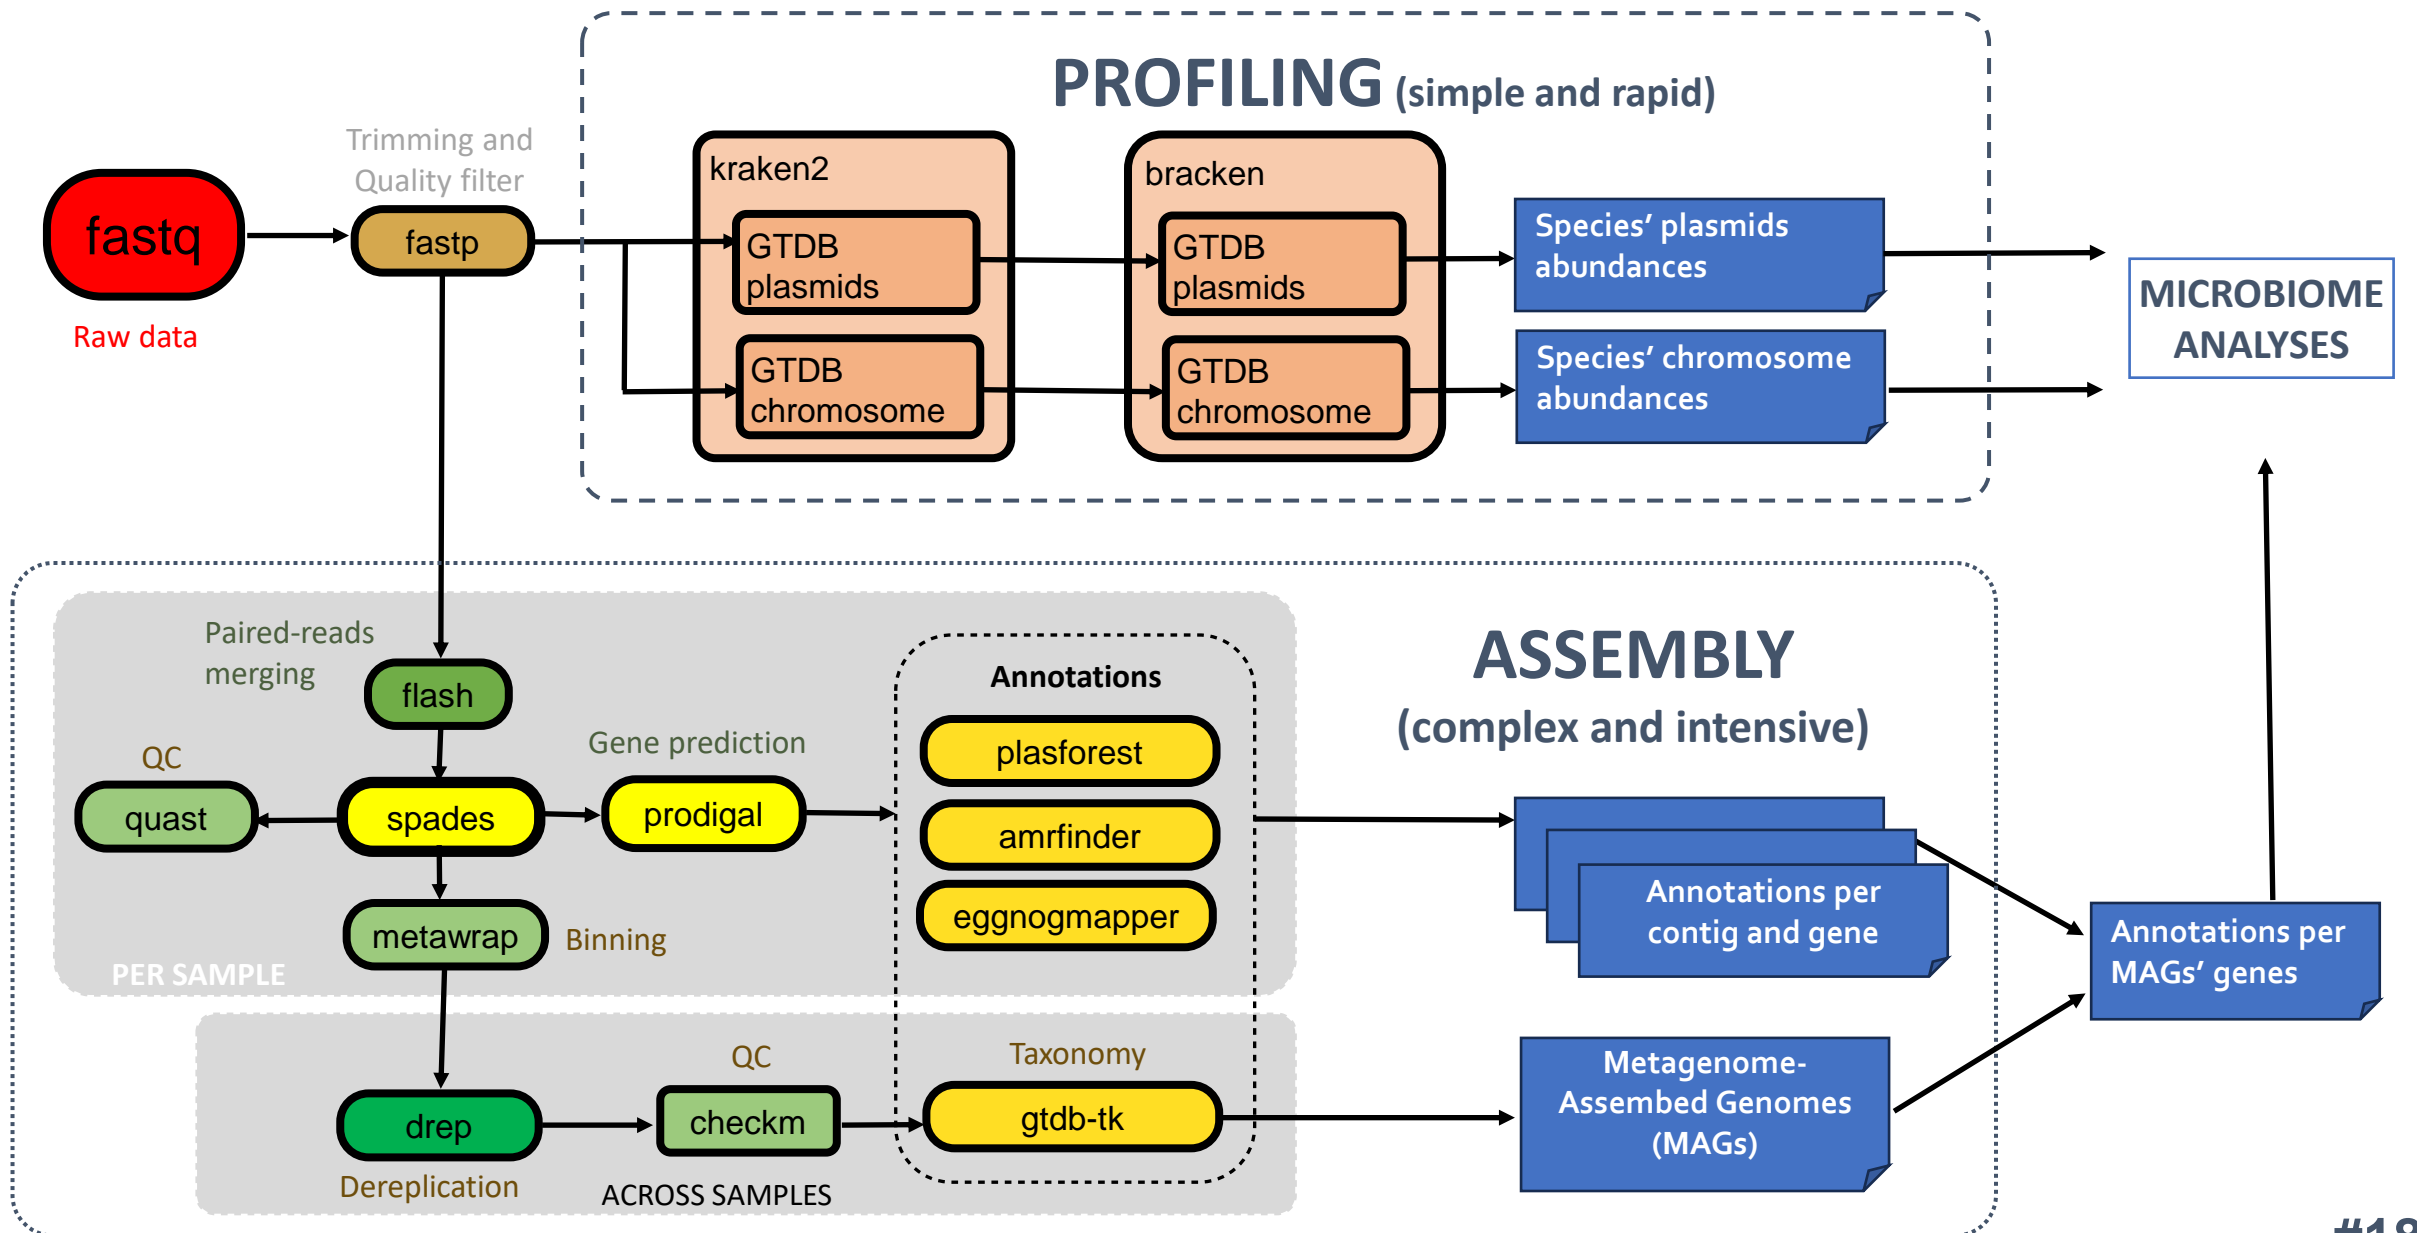 PROFILING (simple and rapid)
Trimming and
Quality filter
fastq
Raw data
fastp
kraken2
GTDB
plasmids
GTDB
chromosome
bracken
GTDB
plasmids
GTDB
chromosome
Species’ plasmids
abundances
Species’ chromosome
abundances
MICROBIOME
ANALYSES
ASSEMBLY
(complex and intensive)
Paired-reads
merging
flash
QC
quast
spades
Gene prediction
prodigal
metawrap
Binning
PER SAMPLE
Annotations
plasforest
amrfinder
eggnogmapper
Annotations per
contig and gene
Annotations per
MAGs’ genes
drep
Dereplication
QC
checkm
ACROSS SAMPLES
Taxonomy
gtdb-tk
Metagenome-
Assembed Genomes
(MAGs)
#18